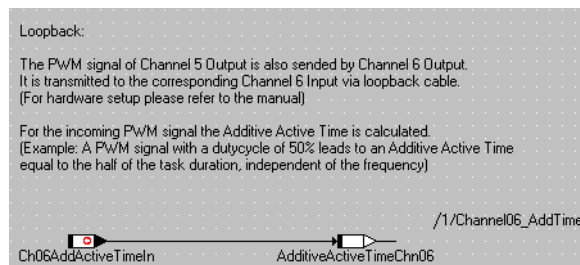 Loopback:
The PWM signal of Channel 5 Output is also sended by Channel 6 Output.
It is transmitted to the corresponding Channel 6 Input via loopback cable.
(For hardware setup please refer to the manual)
For the incoming PWM signal the Additive Active Time is calculated.
(Example: A PWM signal with a dutycycle of 50% leads to an Additive Active Time
equal to the half of the task duration, independent of the frequency)
/1/Channel06_AddTime
Ch06AddActiveTimeIn AdditiveActiveTimeChn06